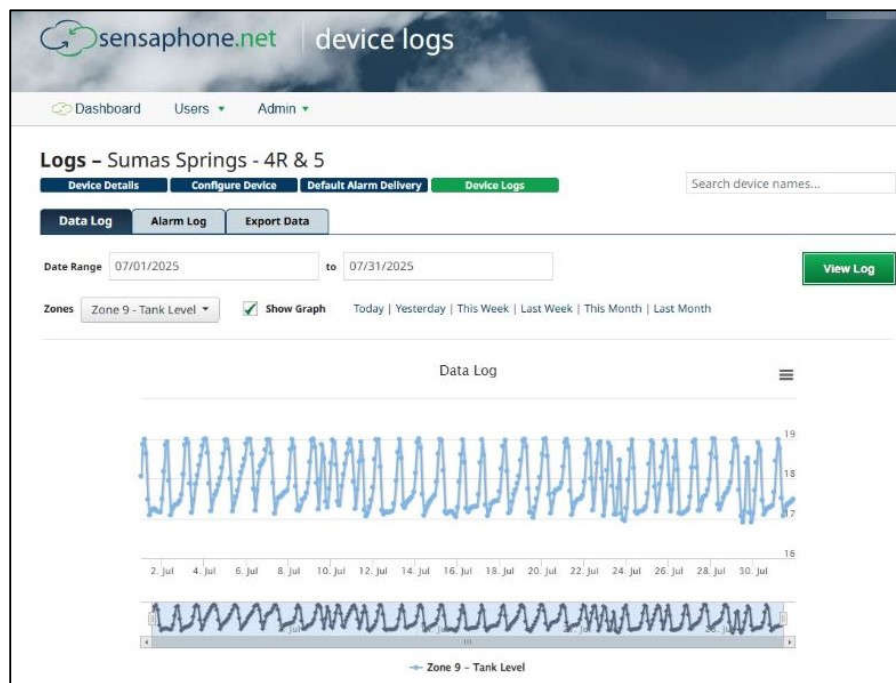 sensaphone.net device logs
Dashboard Users Admin
Logs – Sumas Springs - 4R & 5
Device Details Configure Device Default Alarm Delivery Device Logs
Search device names...
Data Log Alarm Log Export Data
Date Range 07/01/2025 to 07/31/2025 View Log
Zones Zone 9 - Tank Level Show Graph Today | Yesterday | This Week | Last Week | This Month | Last Month
Data Log
19
18
17
16
2. Jul 4. Jul 6. Jul 8. Jul 10. Jul 12. Jul 14. Jul 16. Jul 18. Jul 20. Jul 22. Jul 24. Jul 26. Jul 28. Jul 30. Jul
Zone 9 – Tank Level